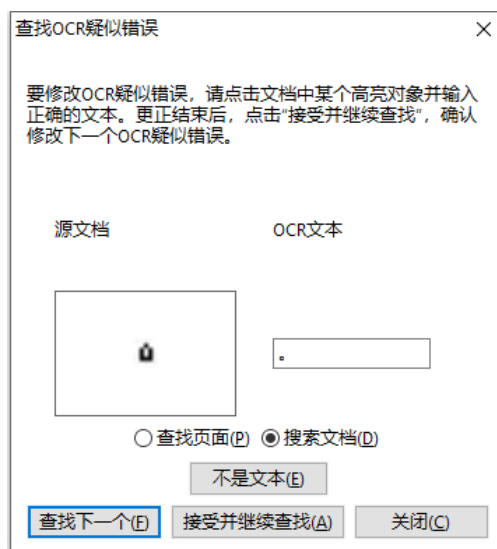 查找OCR疑似错误
要修改OCR疑似错误，请点击文档中某个高亮对象并输入
正确的文本。更正结束后，点击“接受并继续查找”，确认
修改下一个OCR疑似错误。
源文档 OCR文本
。
查找页面(P) 搜索文档(D)
不是文本(E)
查找下一个(F) 接受并继续查找(A) 关闭(C)